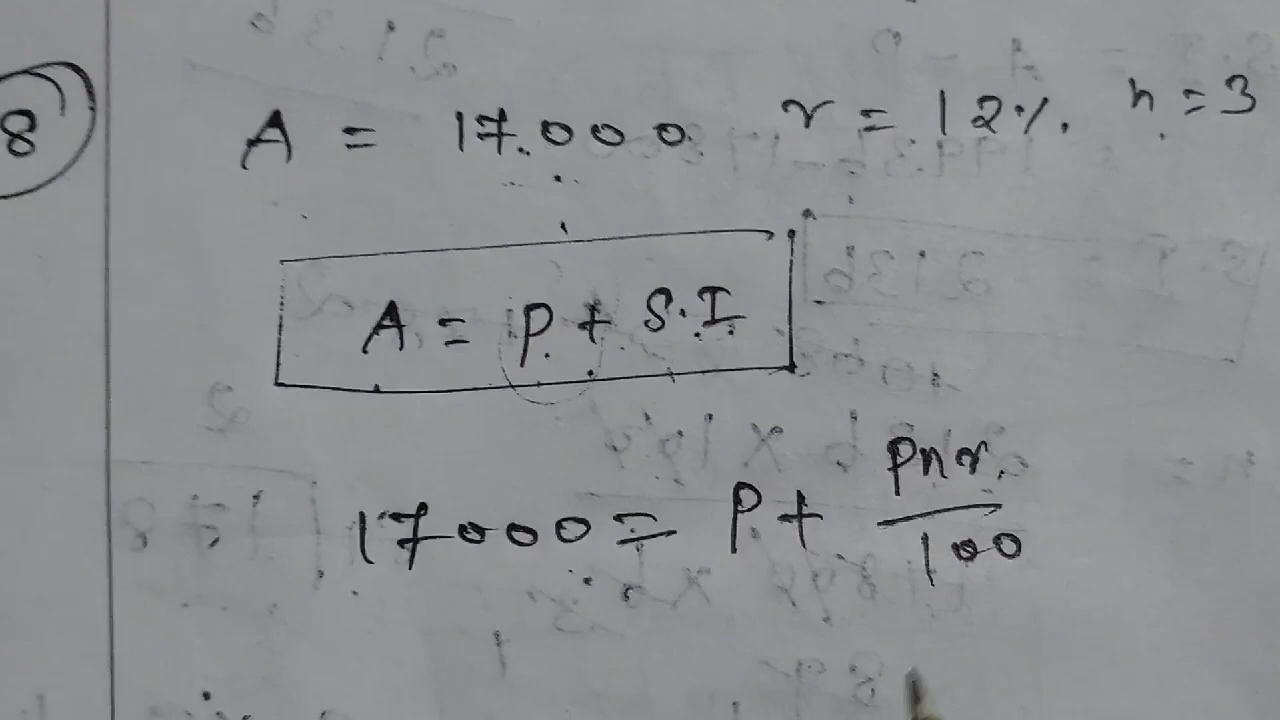 8)
A = 17.000 r = 12%. n = 3
A = P + S.I
17000 = P + Pnr/100